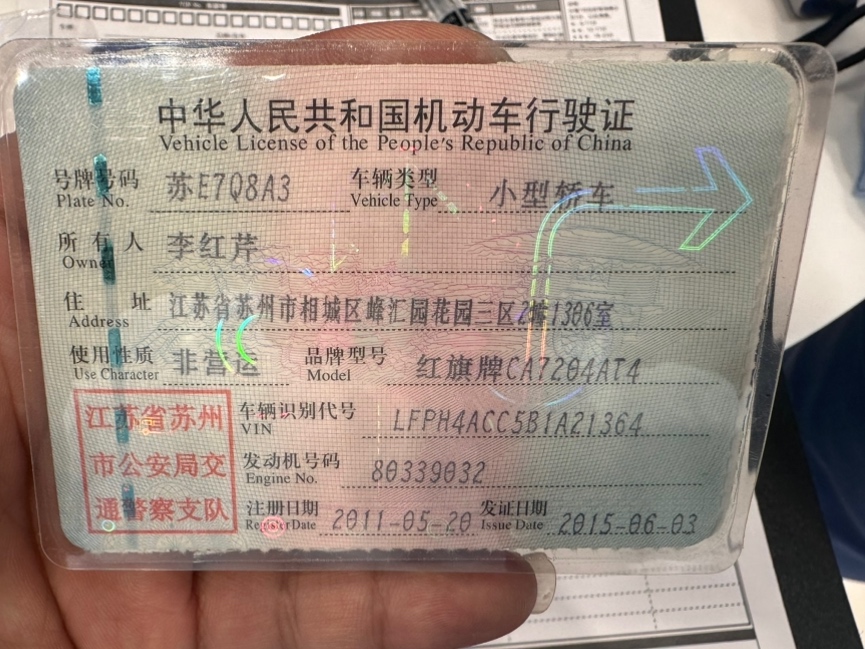 中华人民共和国机动车行驶证
Vehicle License of the People's Republic of China
号牌号码 苏E7Q8A3 车辆类型 小型轿车
Plate No. Vehicle Type
所有人 李红芹
Owner
住址 江苏省苏州市相城区峰汇园花园三区2幢1306室
Address
使用性质 非营运 品牌型号 红旗牌CA7204AT4
Use Character Model
江苏省苏州 车辆识别代号 LFPH4ACC5B1A21364
VIN
市公安局交 发动机号码 80339032
Engine No.
通警察支队 注册日期 2011-05-20 发证日期 2015-06-03
Register Date Issue Date